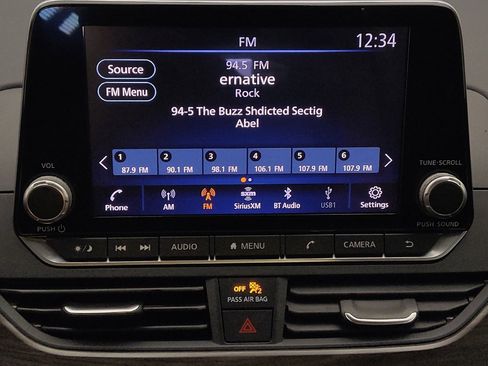 FM 12:34
Source
94.5 FM
ernative
FM Menu
Rock
94-5 The Buzz Shdicted Sectig
Abel
1 2 3 4 5 6
87.9 FM 90.1 FM 98.1 FM 106.1 FM 107.9 FM 107.9 FM
VOL TUNE·SCROLL
Phone AM FM SiriusXM BT Audio USB1 Settings
sxm
PUSH PUSH SOUND
AUDIO MENU CAMERA
OFF 2
PASS AIR BAG